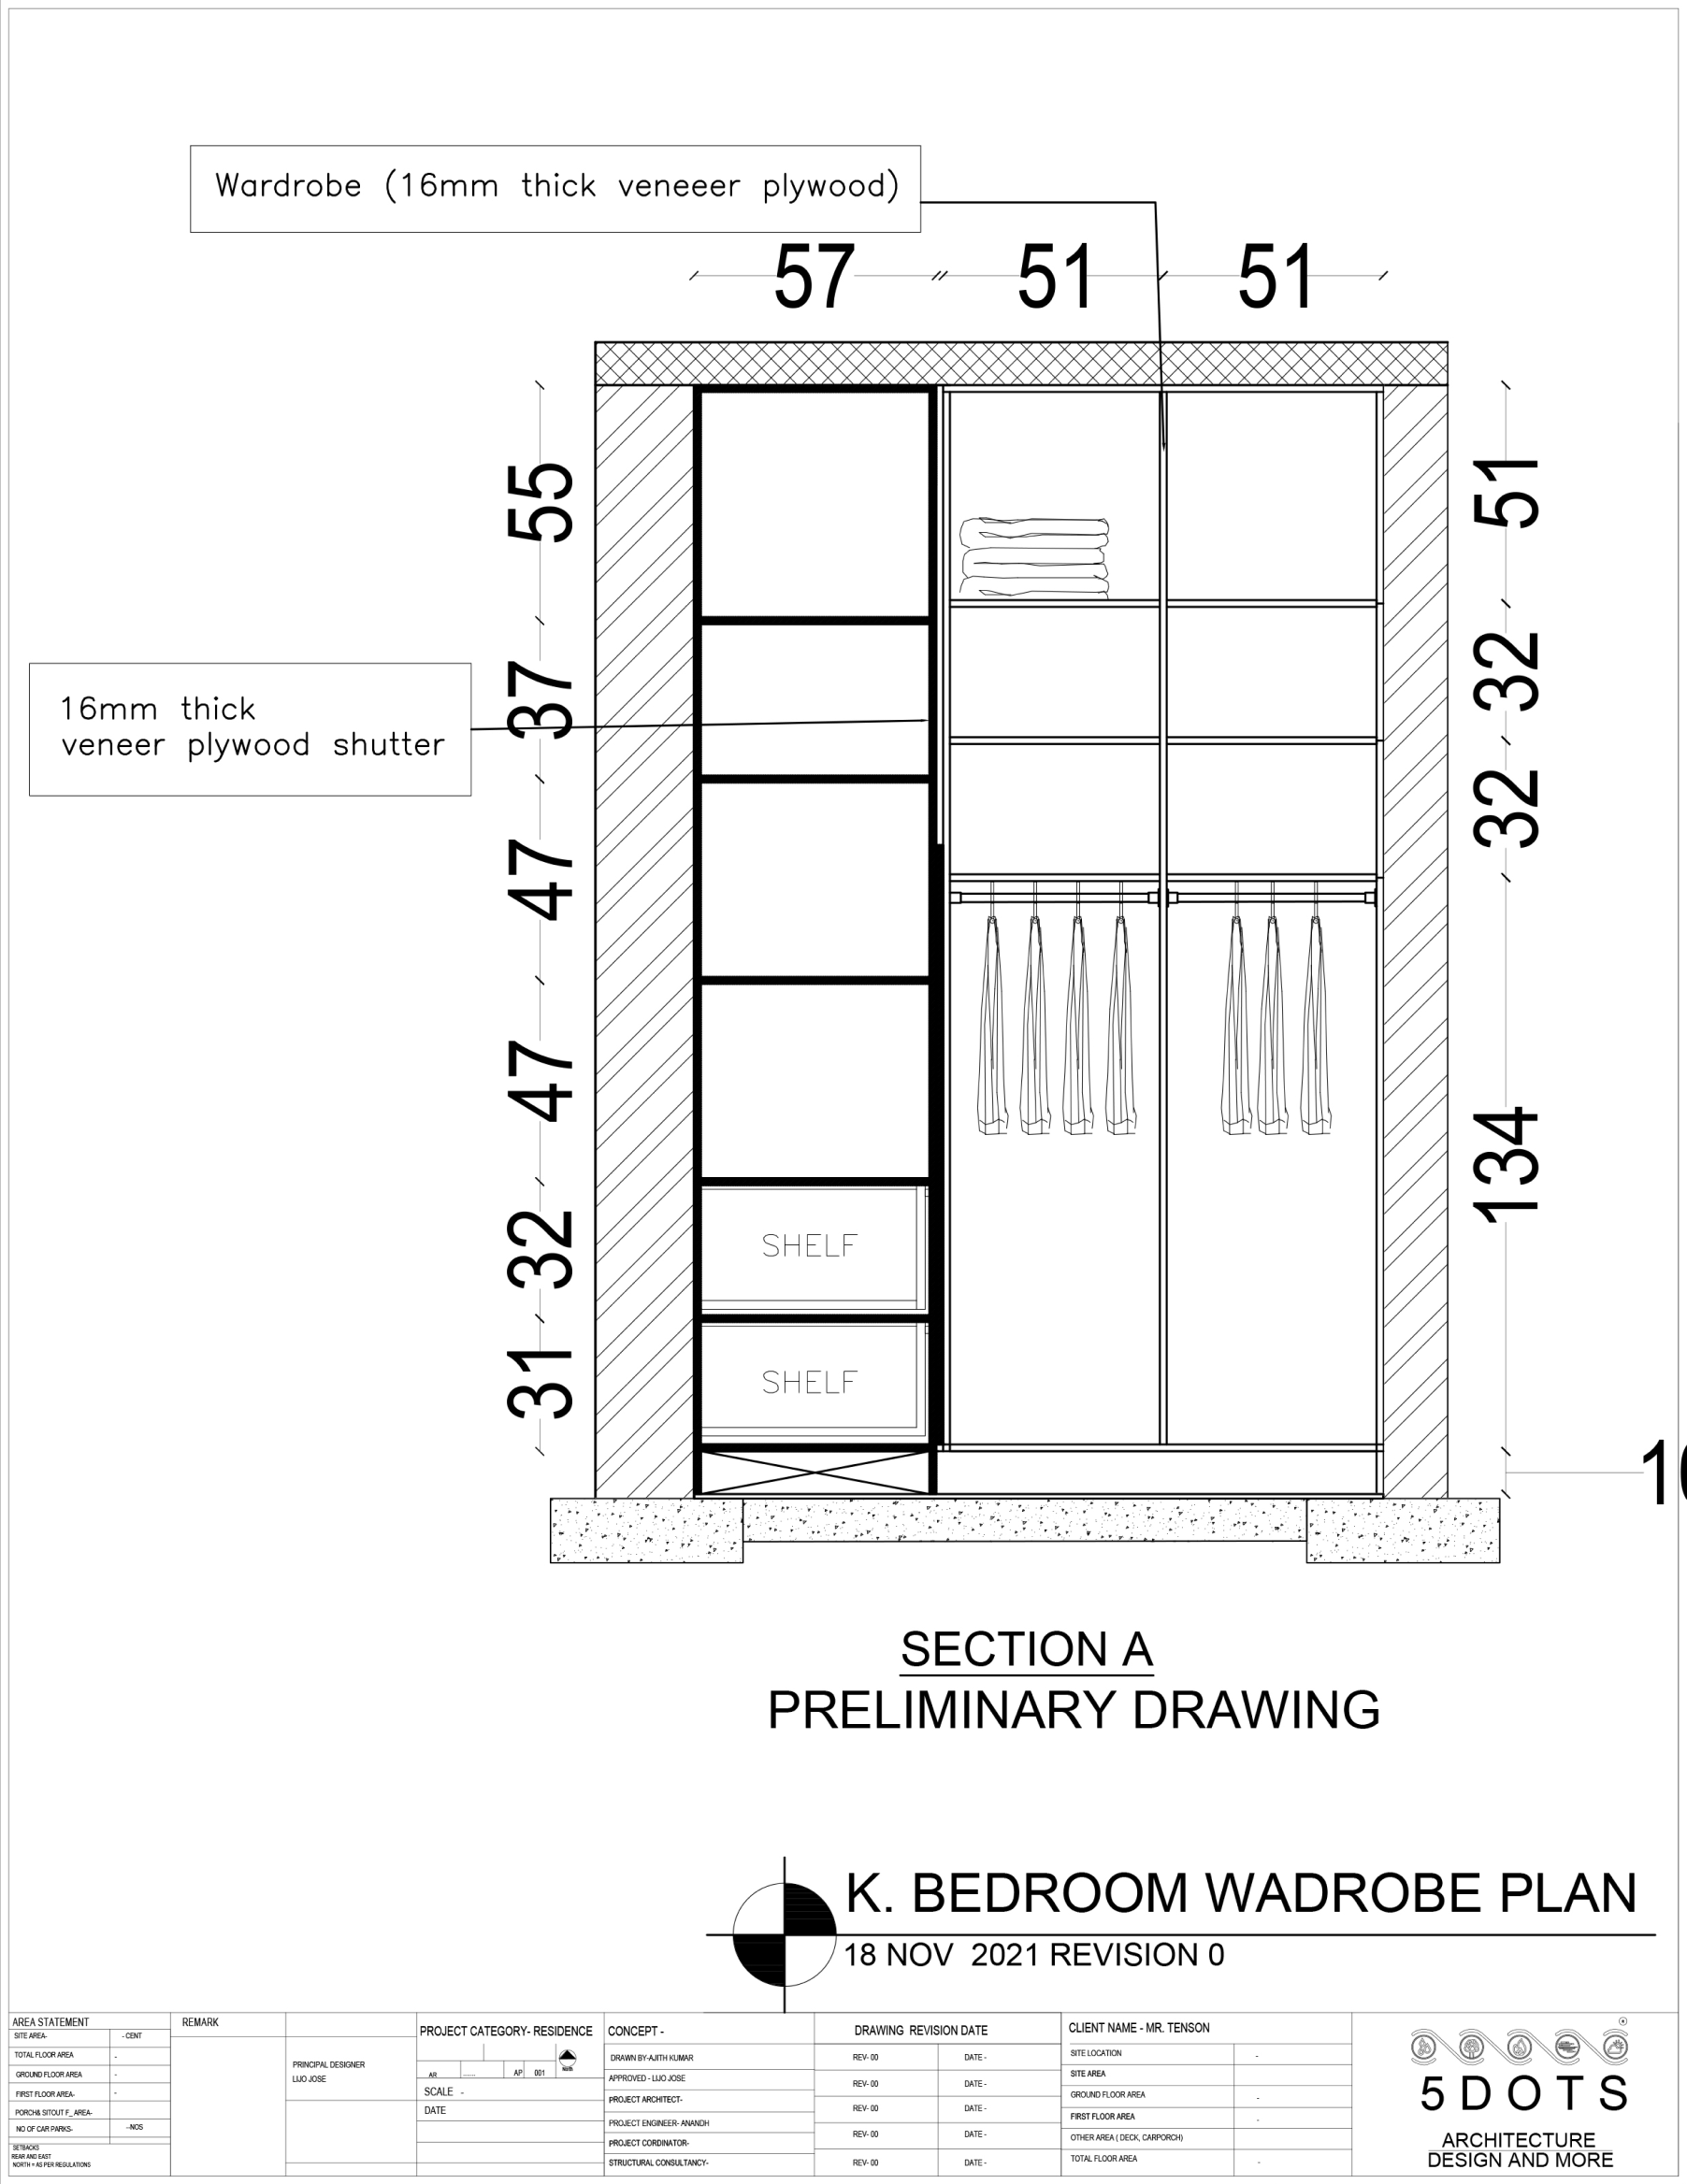 Wardrobe (16mm thick veneeer plywood)
57 51 51
55
37
47
47
32
31
51
32
32
134
16mm thick
veneer plywood shutter
SHELF
SHELF
SECTION A
PRELIMINARY DRAWING
K. BEDROOM WADROBE PLAN
18 NOV 2021 REVISION 0
AREA STATEMENT
SITE AREA- - CENT
TOTAL FLOOR AREA -
GROUND FLOOR AREA -
FIRST FLOOR AREA- -
PORCH& SITOUT F_ AREA-
NO OF CAR PARKS- --NOS
SETBACKS
REAR AND EAST
NORTH = AS PER REGULATIONS
REMARK
PRINCIPAL DESIGNER
LIJO JOSE
PROJECT CATEGORY- RESIDENCE
AR ...... AP 001
North
SCALE -
DATE
CONCEPT -
DRAWN BY-AJITH KUMAR
APPROVED - LIJO JOSE
PROJECT ARCHITECT-
PROJECT ENGINEER- ANANDH
PROJECT CORDINATOR-
STRUCTURAL CONSULTANCY-
DRAWING REVISION DATE
REV- 00 DATE -
REV- 00 DATE -
REV- 00 DATE -
REV- 00 DATE -
REV- 00 DATE -
CLIENT NAME - MR. TENSON
SITE LOCATION -
SITE AREA
GROUND FLOOR AREA -
FIRST FLOOR AREA -
OTHER AREA ( DECK, CARPORCH)
TOTAL FLOOR AREA -
5 D O T S
ARCHITECTURE
DESIGN AND MORE